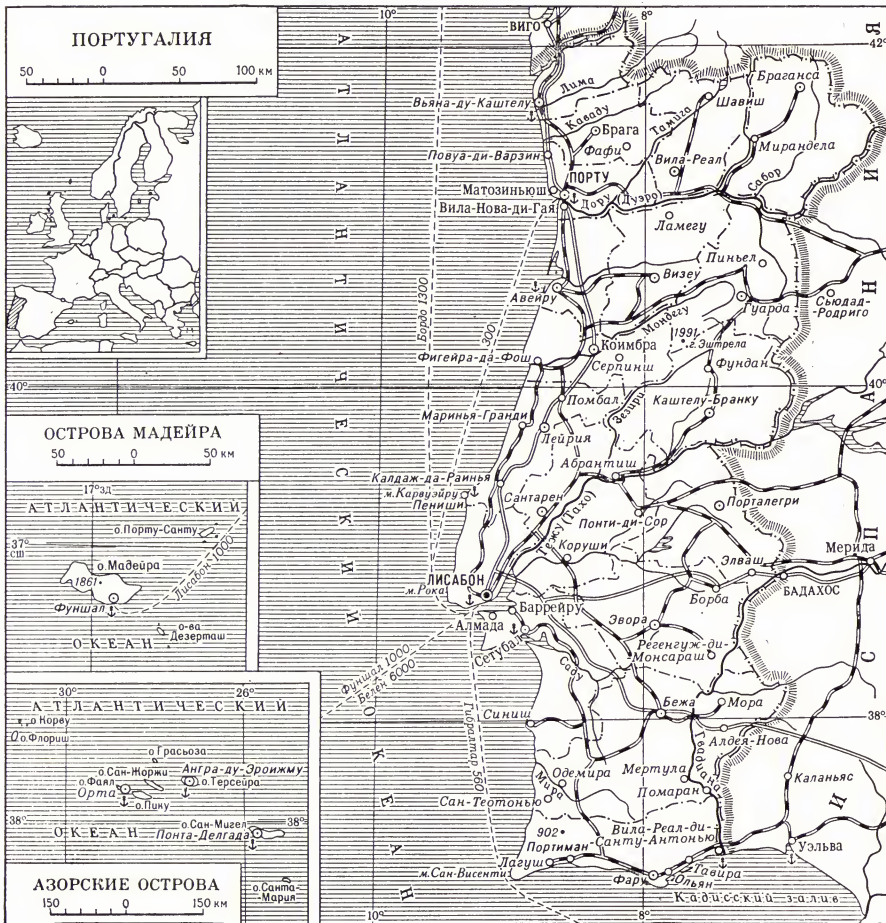 ПОРТУГАЛИЯ
50 0 50 100 км
10°
8°
42°
АТЛАНТИЧЕСКИЙ ОКЕАН
ИСПАНИЯ
ВИГО
Лима
Браганса
Вьяна-ду-Каштелу
Каваду
Тамига
Шавиш
Брага
Фафи
Мирандела
Повуа-ди-Варзин
Вила-Реал
ПОРТУ
Сабор
Матозиньюш
Дору (Дуэро)
Вила-Нова-ди-Гая
Ламегу
Пиньел
Визеу
Авейру
Гуарда
Сьюдад-
Родриго
Бордо 1300
300
Мондегу
Коимбра
1991
г. Эштрела
Фигейра-да-Фош
Серпинш
Фундан
40°
40°
Помбал
Зезири
Каштелу-Бранку
Маринья-Гранди
Лейрия
Абрантиш
Калдаж-да-Раинья
м.Карвуэйру
Пениши
Сантарен
Порталегри
Понти-ди-Сор
Тежу (Тахо)
Коруши
Мерида
Элваш
ЛИСАБОН
м.Рока
Борба
БАДАХОС
Баррейру
Алмада
Эвора
Сетубал
Регенгуж-ди-
Монсараш
Саду
Фуншал 1000
Белен 6000
Бежа
Мора
Синиш
38°
Алдея-Нова
Гибралтар 560
Гвадиана
Мира
Одемира
Мертула
Каланьяс
Сан-Теотонью
Помаран
902
Вила-Реал-ди-
Санту-Антонью
Портиман
Уэльва
Лагуш
м.Сан-Висенти
Тавира
Фару
Ольян
Кадисский залив
10°
8°
ОСТРОВА МАДЕЙРА
50 0 50 км
17°зд
АТЛАНТИЧЕСКИЙ
о.Порту-Санту
37°
сш
о.Мадейра
1861
Лисабон 1000
Фуншал
о-ва
Дезерташ
ОКЕАН
30°
26°
АТЛАНТИЧЕСКИЙ
о.Корву
о.Флориш
о.Грасьоза
о.Сан-Жоржи
Ангра-ду-Эроижму
о.Фаял
о.Терсейра
Орта
о.Пику
38°
о.Сан-Мигел
38°
ОКЕАН
Понта-Делгада
АЗОРСКИЕ ОСТРОВА
о.Санта-
Мария
150 0 150 км